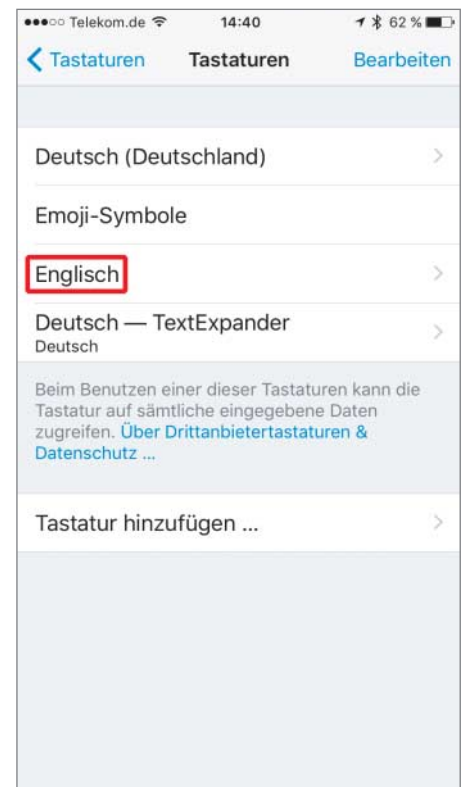 Telekom.de 14:40 62 %
Tastaturen Tastaturen Bearbeiten
Deutsch (Deutschland)
Emoji-Symbole
Englisch
Deutsch — TextExpander
Deutsch
Beim Benutzen einer dieser Tastaturen kann die
Tastatur auf sämtliche eingegebene Daten
zugreifen. Über Drittanbietertastaturen &
Datenschutz ...
Tastatur hinzufügen ...